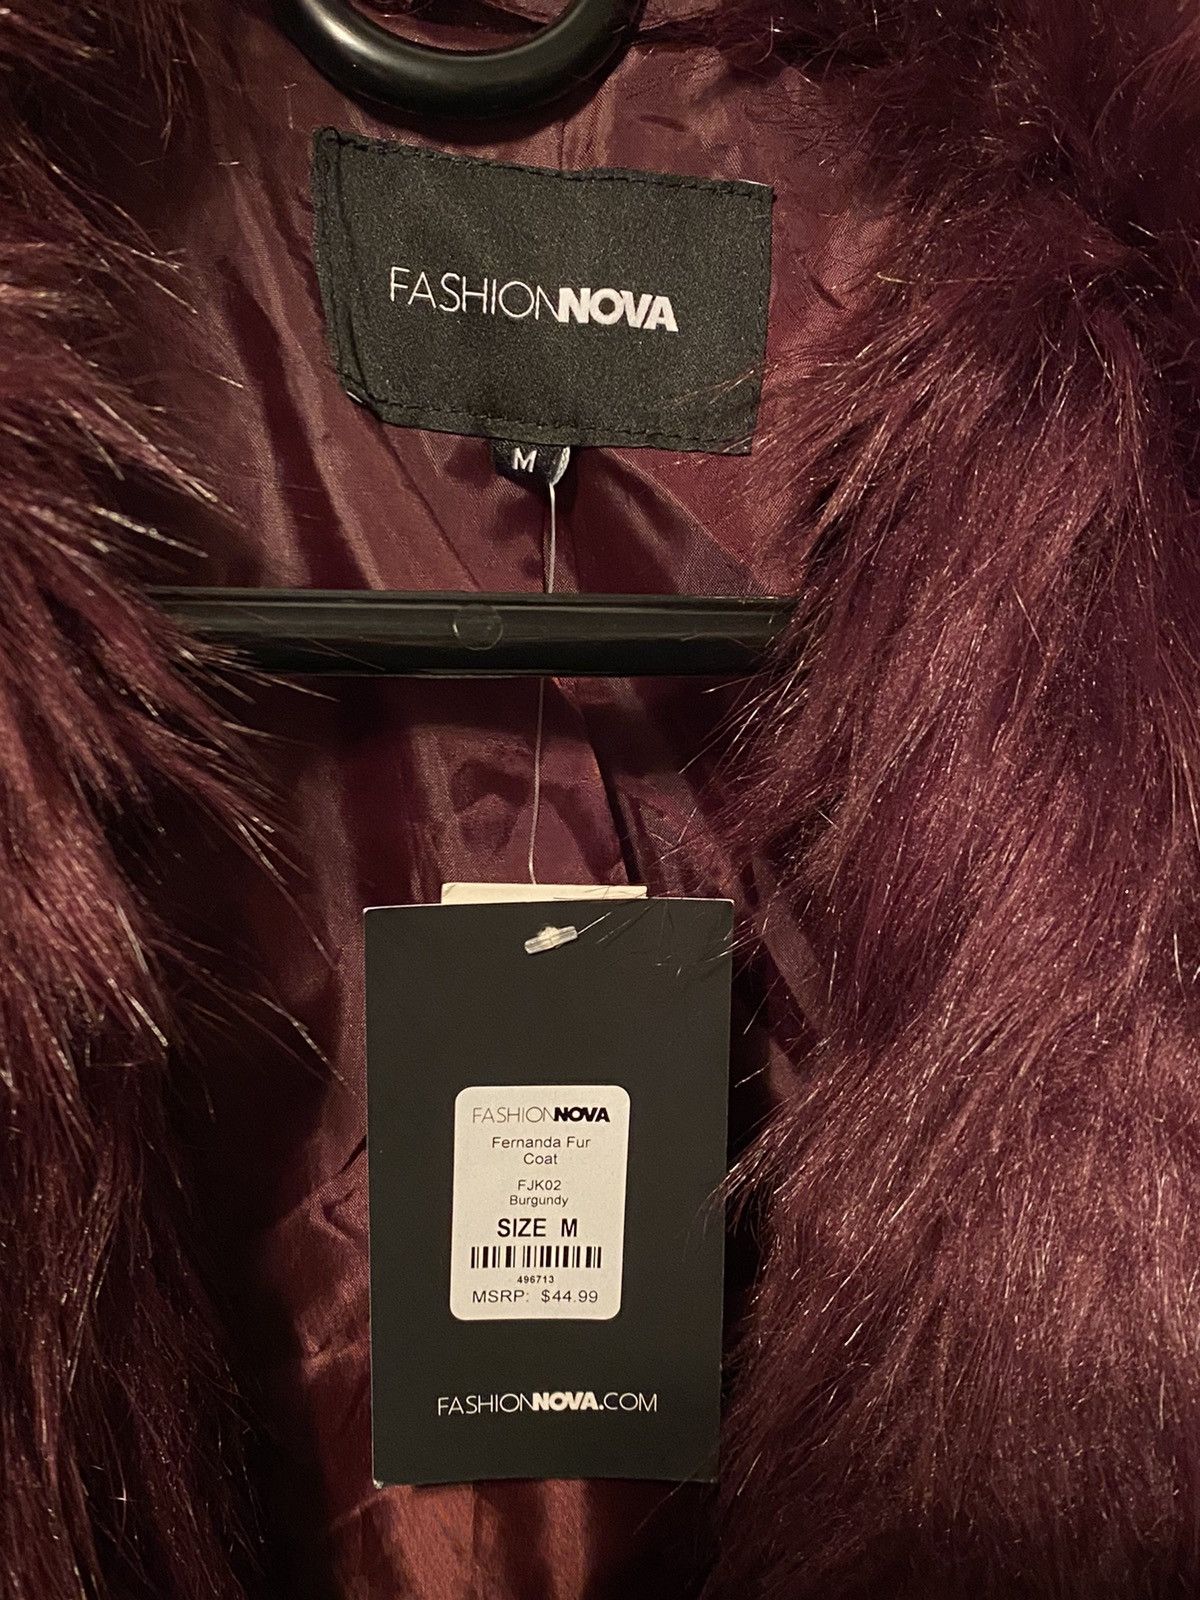 FASHIONNOVA
M
FASHIONNOVA
Fernanda Fur
Coat
FJK02
Burgundy
SIZE M
496713
MSRP: $44.99
FASHIONNOVA.COM